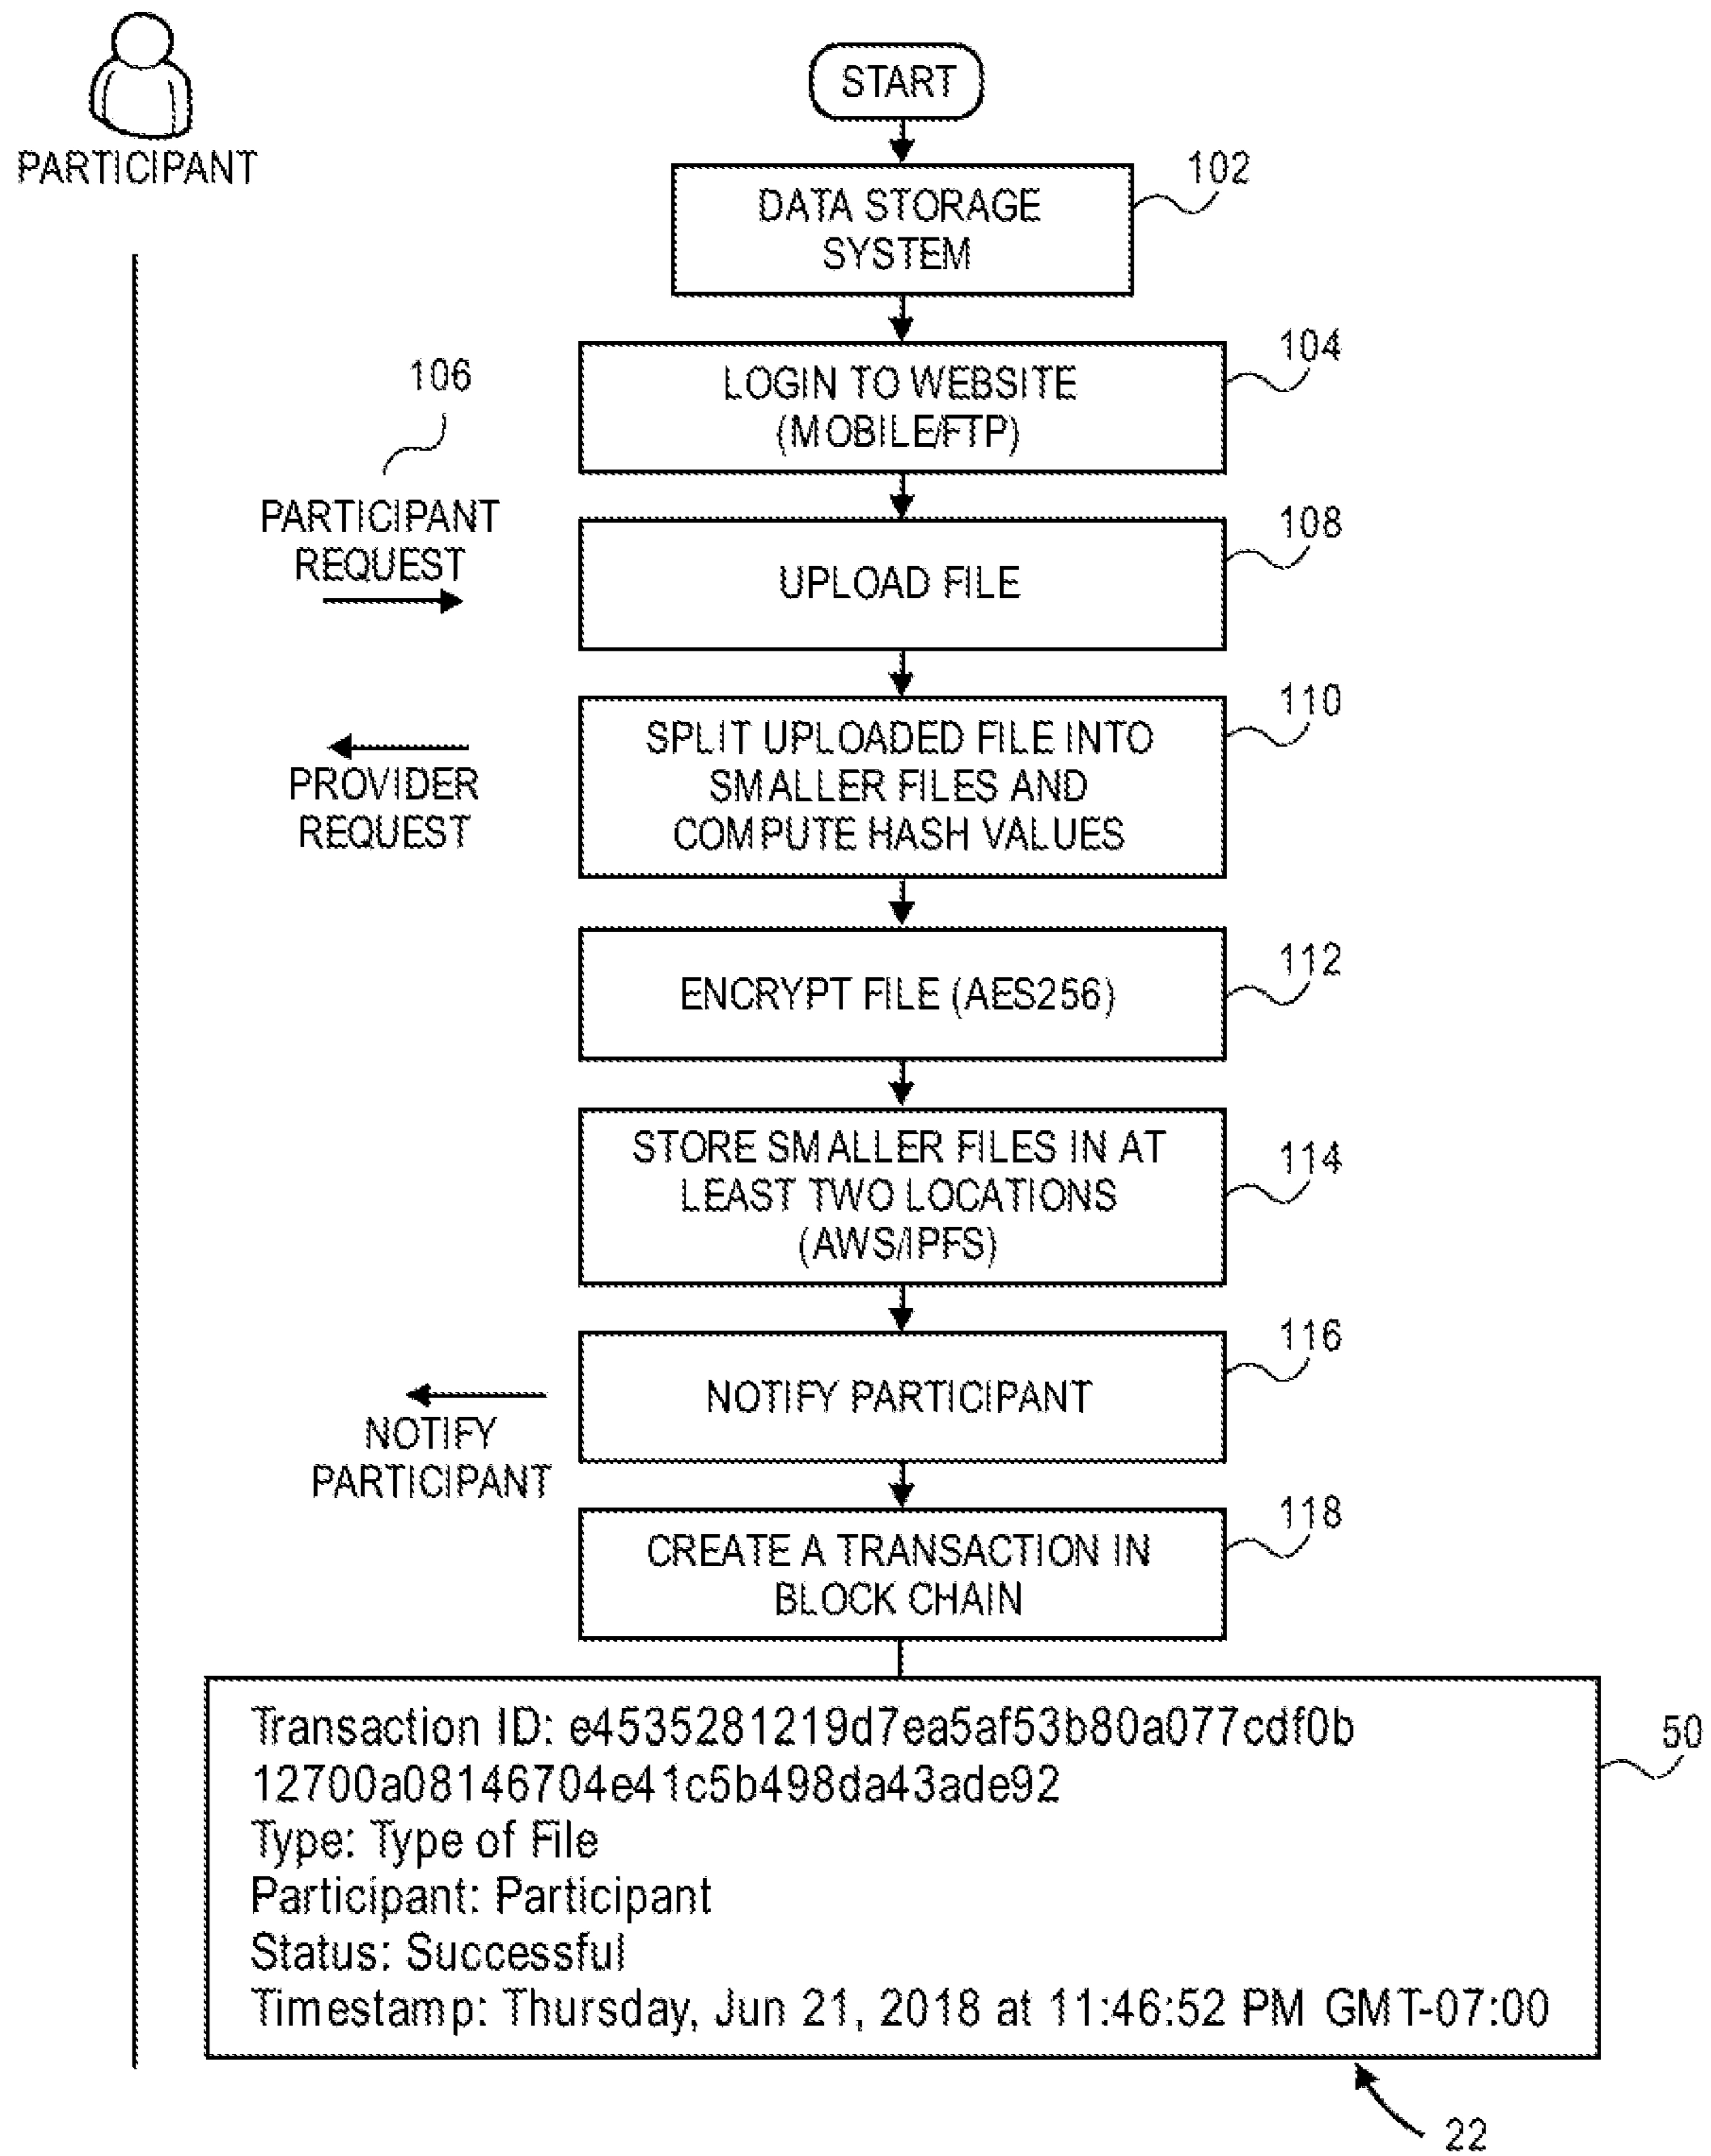 START
PARTICIPANT
102
DATA STORAGE
SYSTEM
104
106
LOGIN TO WEBSITE
(MOBILE/FTP)
PARTICIPANT
REQUEST
108
UPLOAD FILE
110
PROVIDER
REQUEST
SPLIT UPLOADED FILE INTO
SMALLER FILES AND
COMPUTE HASH VALUES
112
ENCRYPT FILE (AES256)
114
STORE SMALLER FILES IN AT
LEAST TWO LOCATIONS
(AWS/IPFS)
116
NOTIFY PARTICIPANT
NOTIFY
PARTICIPANT
118
CREATE A TRANSACTION IN
BLOCK CHAIN
50
Transaction ID: e4535281219d7ea5af53b80a077cdf0b
12700a08146704e41c5b498da43ade92
Type: Type of File
Participant: Participant
Status: Successful
Timestamp: Thursday, Jun 21, 2018 at 11:46:52 PM GMT-07:00
22